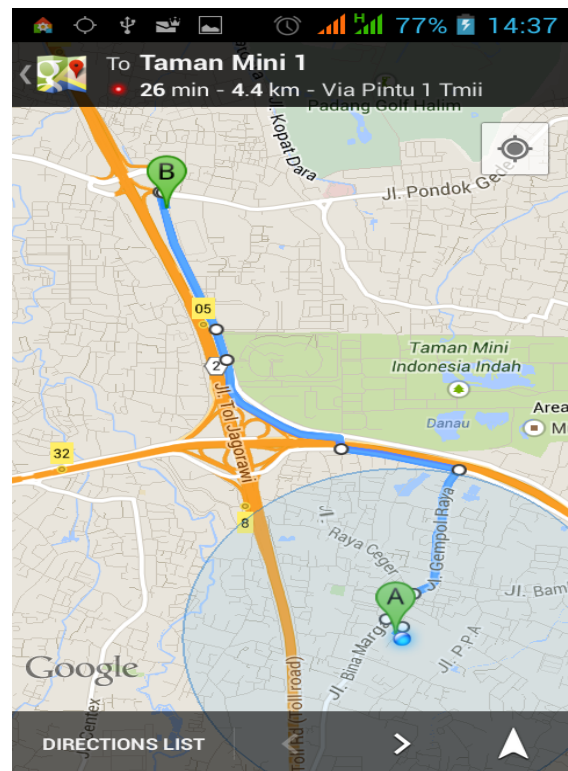 H
77%
14:37
To Taman Mini 1
26 min - 4.4 km - Via Pintu 1 Tmii
Padang Golf Halim
Jl. Kopat Dara
B
Jl. Pondok Gede
05
Taman Mini
Indonesia Indah
2
Jl. Tol Jagorawi
Area
Danau
32
8
Jl. Raya Ceger
Jl. Gempol Raya
A
Jl. Bam
Jl. Bina Marga
Jl. P.P.A
Google
(Toll road)
DIRECTIONS LIST